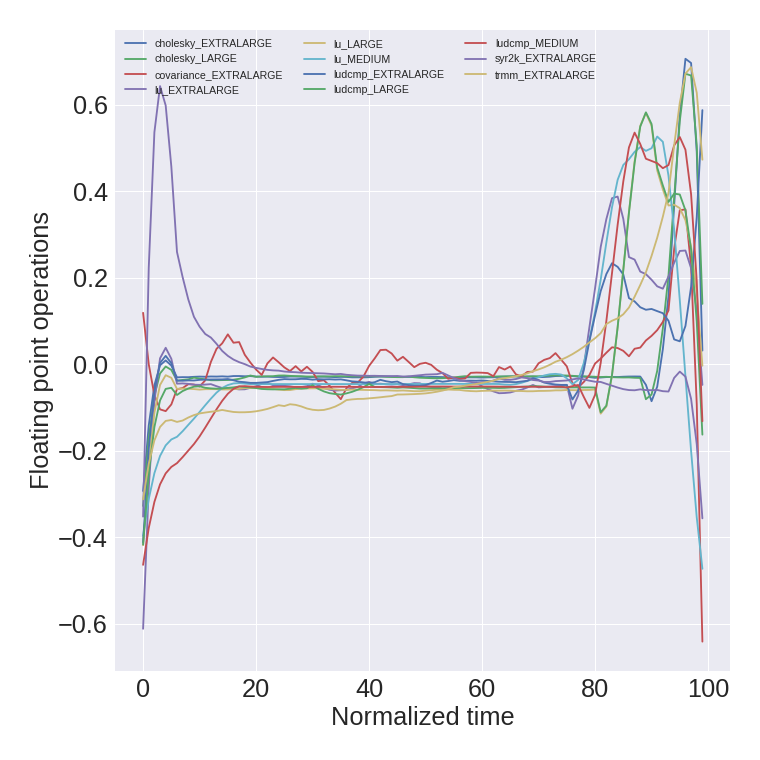 cholesky_EXTRALARGE
cholesky_LARGE
covariance_EXTRALARGE
lu_EXTRALARGE
lu_LARGE
lu_MEDIUM
ludcmp_EXTRALARGE
ludcmp_LARGE
ludcmp_MEDIUM
syr2k_EXTRALARGE
trmm_EXTRALARGE
Floating point operations
0.6
0.4
0.2
0.0
−0.2
−0.4
−0.6
0 20 40 60 80 100
Normalized time